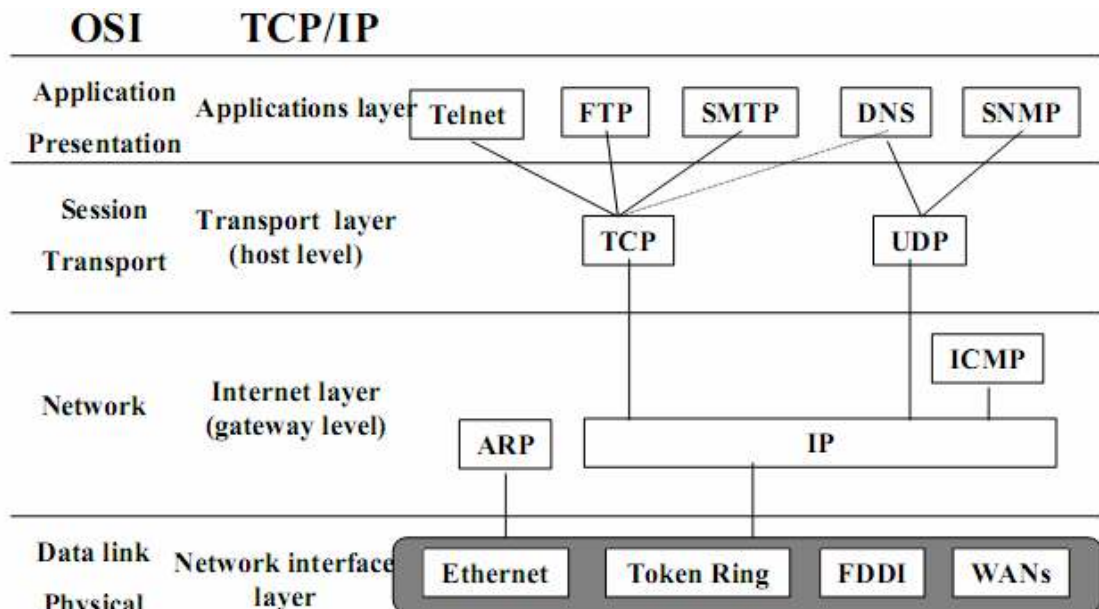 OSI TCP/IP
Application
Presentation
Applications layer
Telnet
FTP
SMTP
DNS
SNMP
Session
Transport
Transport layer
(host level)
TCP
UDP
Network
Internet layer
(gateway level)
ICMP
ARP
IP
Data link
Physical
Network interface
layer
Ethernet
Token Ring
FDDI
WANs